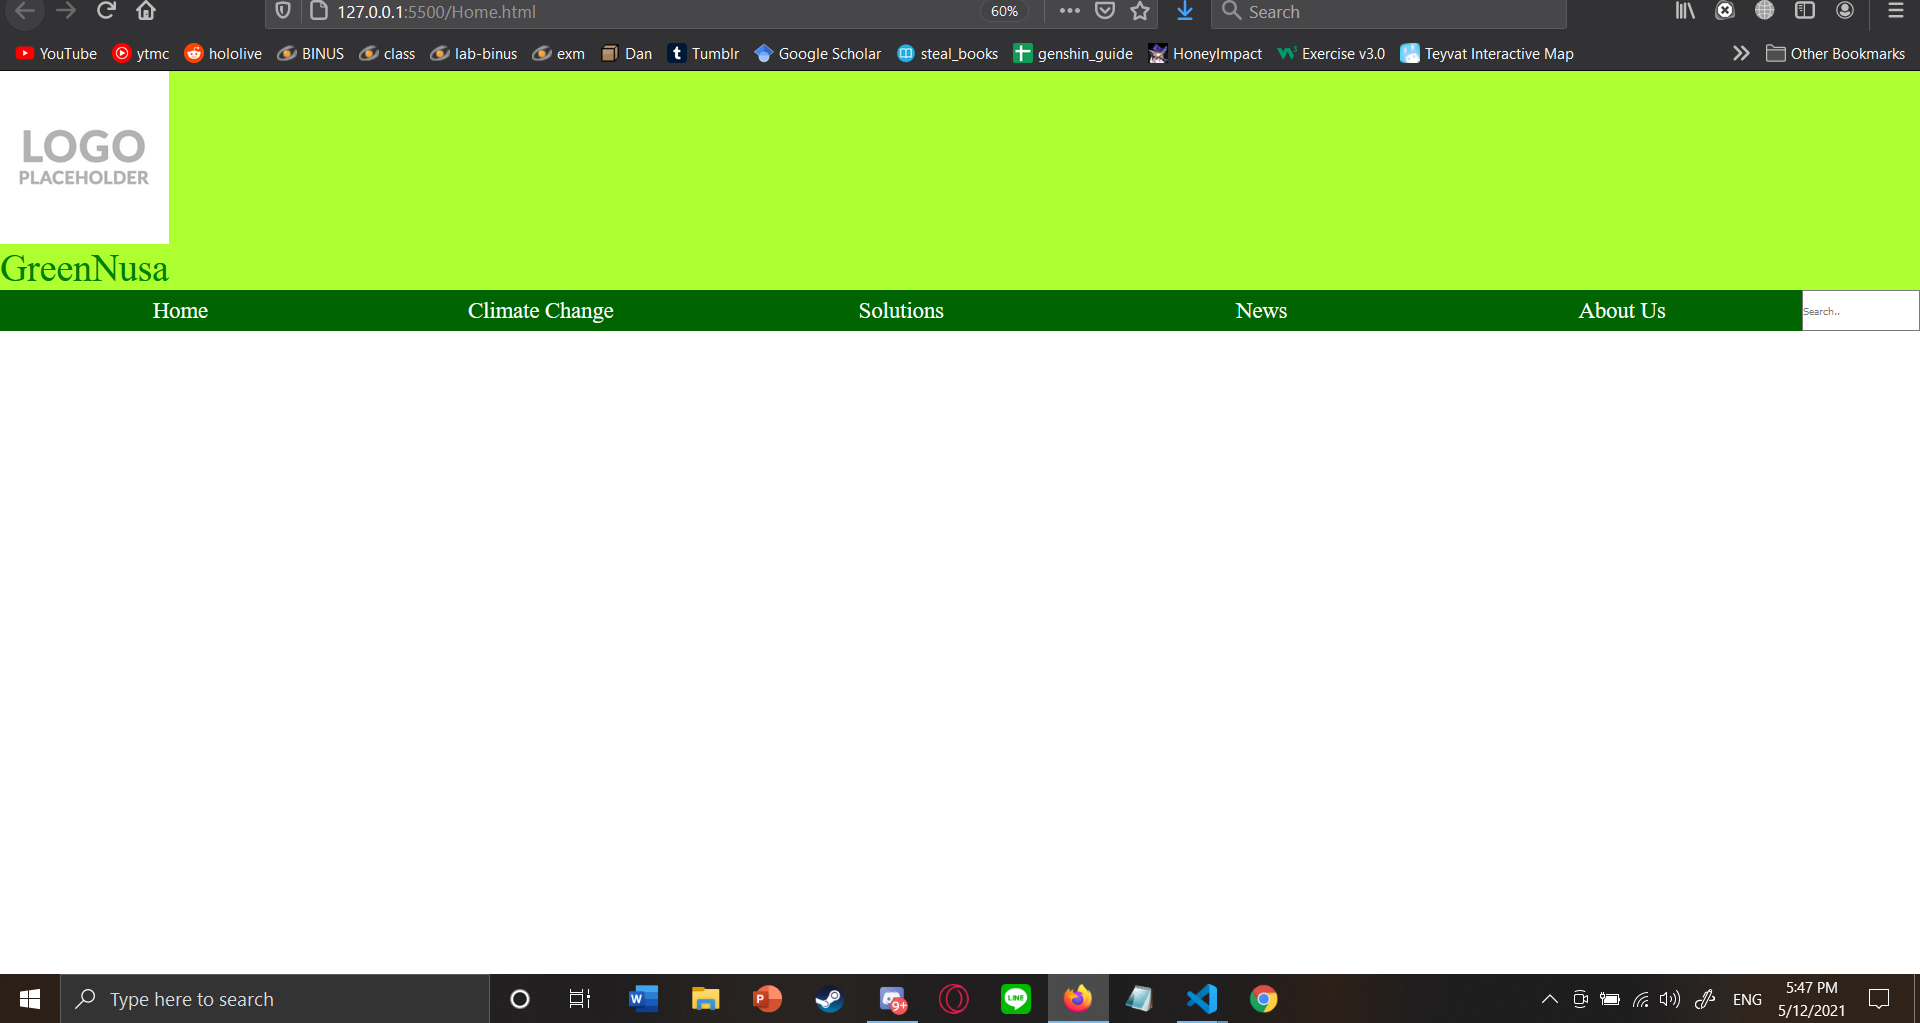 127.0.0.1:5500/Home.html 60% Search
YouTube ytmc hololive BINUS class lab-binus exm Dan Tumblr Google Scholar steal_books genshin_guide HoneyImpact Exercise v3.0 Teyvat Interactive Map Other Bookmarks
LOGO
PLACEHOLDER
GreenNusa
Home Climate Change Solutions News About Us Search..
Type here to search 9+ LINE ENG 5:47 PM
5/12/2021